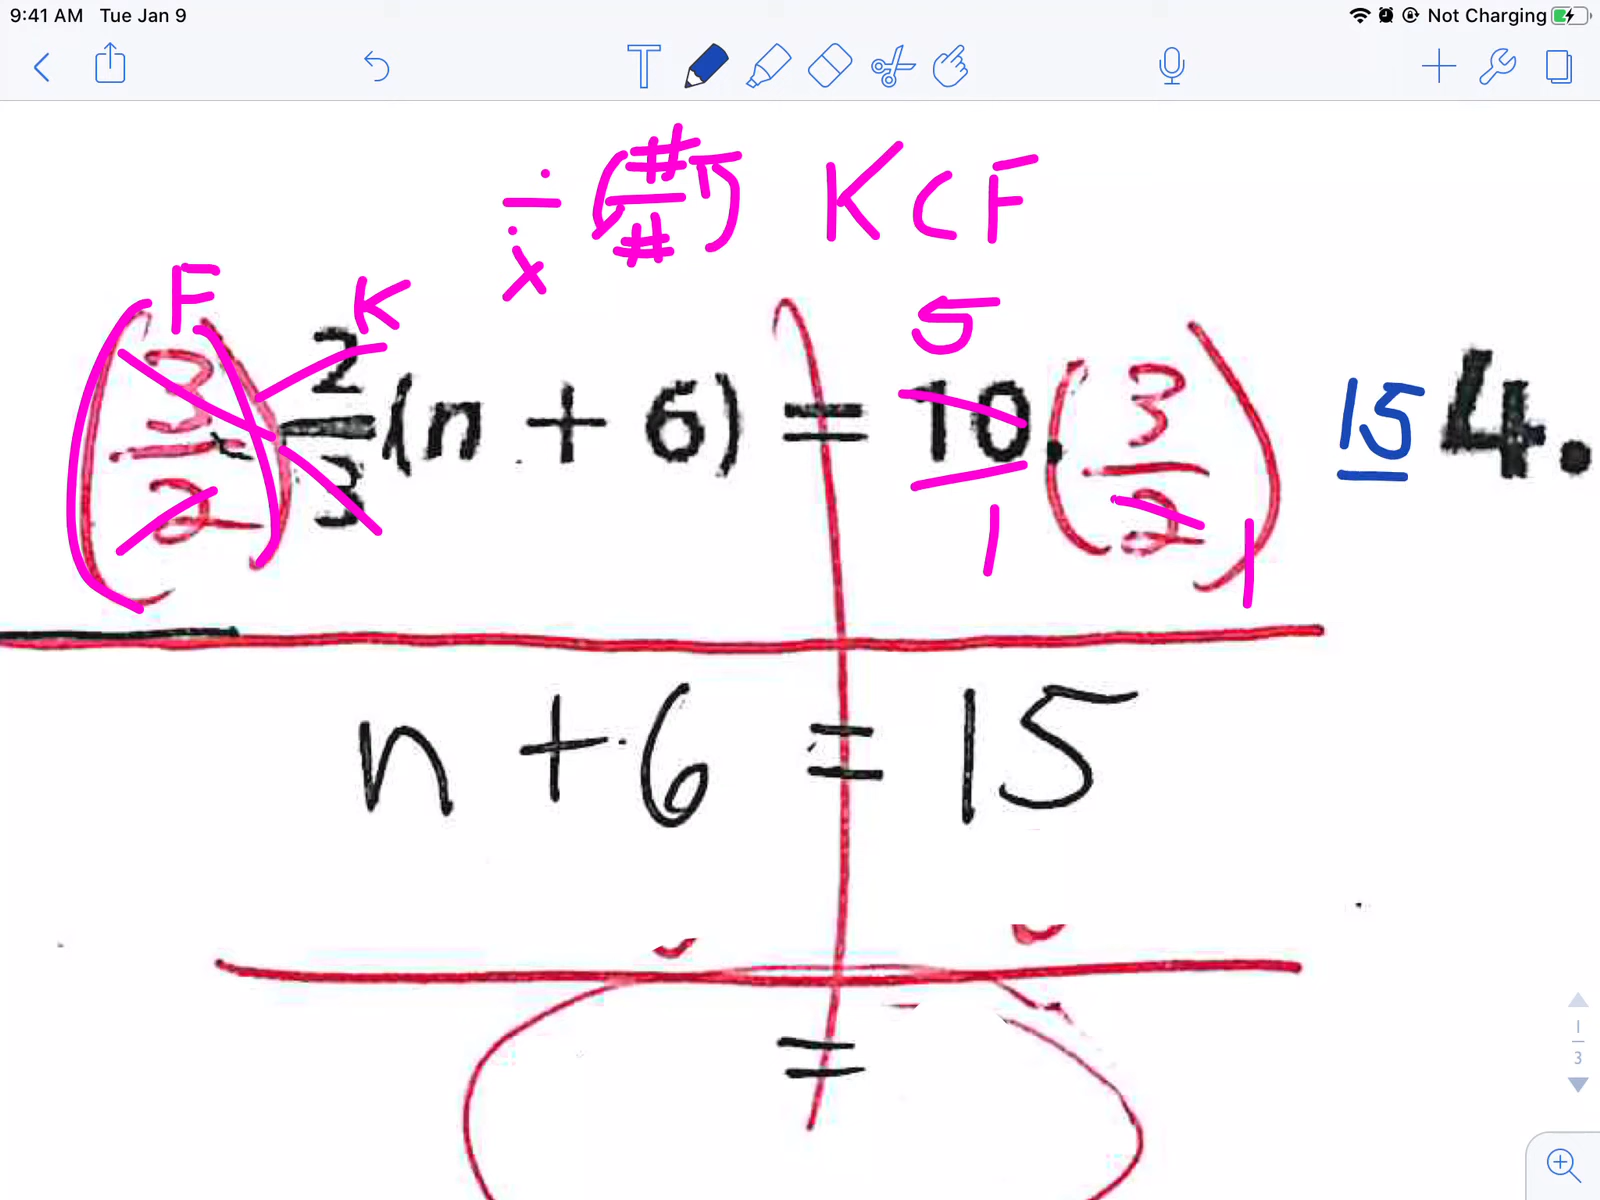 9:41 AM Tue Jan 9 Not Charging
T
÷ (#/#) K C F
x
F K 5
(3/2) · 2/3 (n + 6) = 10 · (3/2) 15 4.
1 1
n + 6 = 15
=
1
3